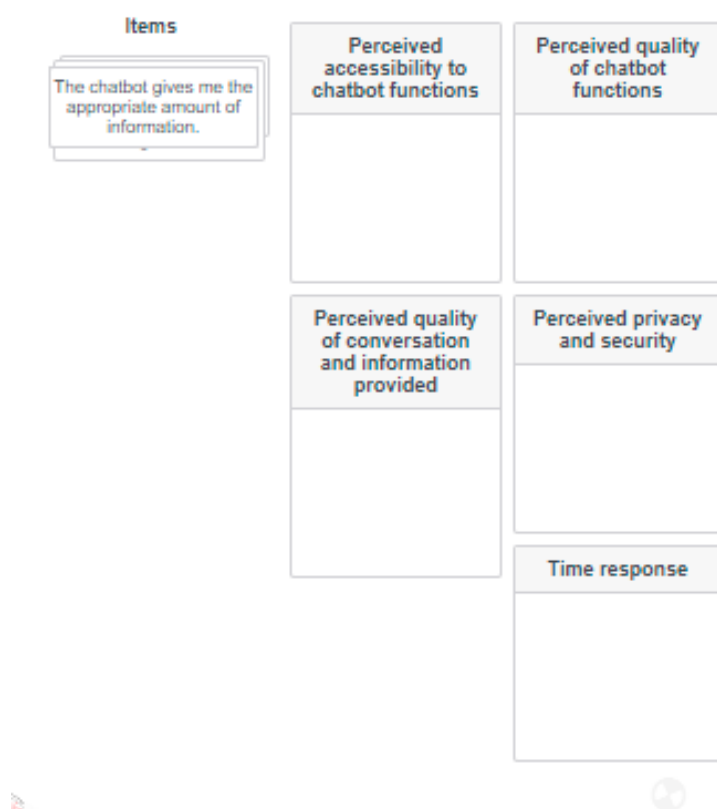 Items
The chatbot gives me the
appropriate amount of
information.
Perceived
accessibility to
chatbot functions
Perceived quality
of chatbot
functions
Perceived quality
of conversation
and information
provided
Perceived privacy
and security
Time response